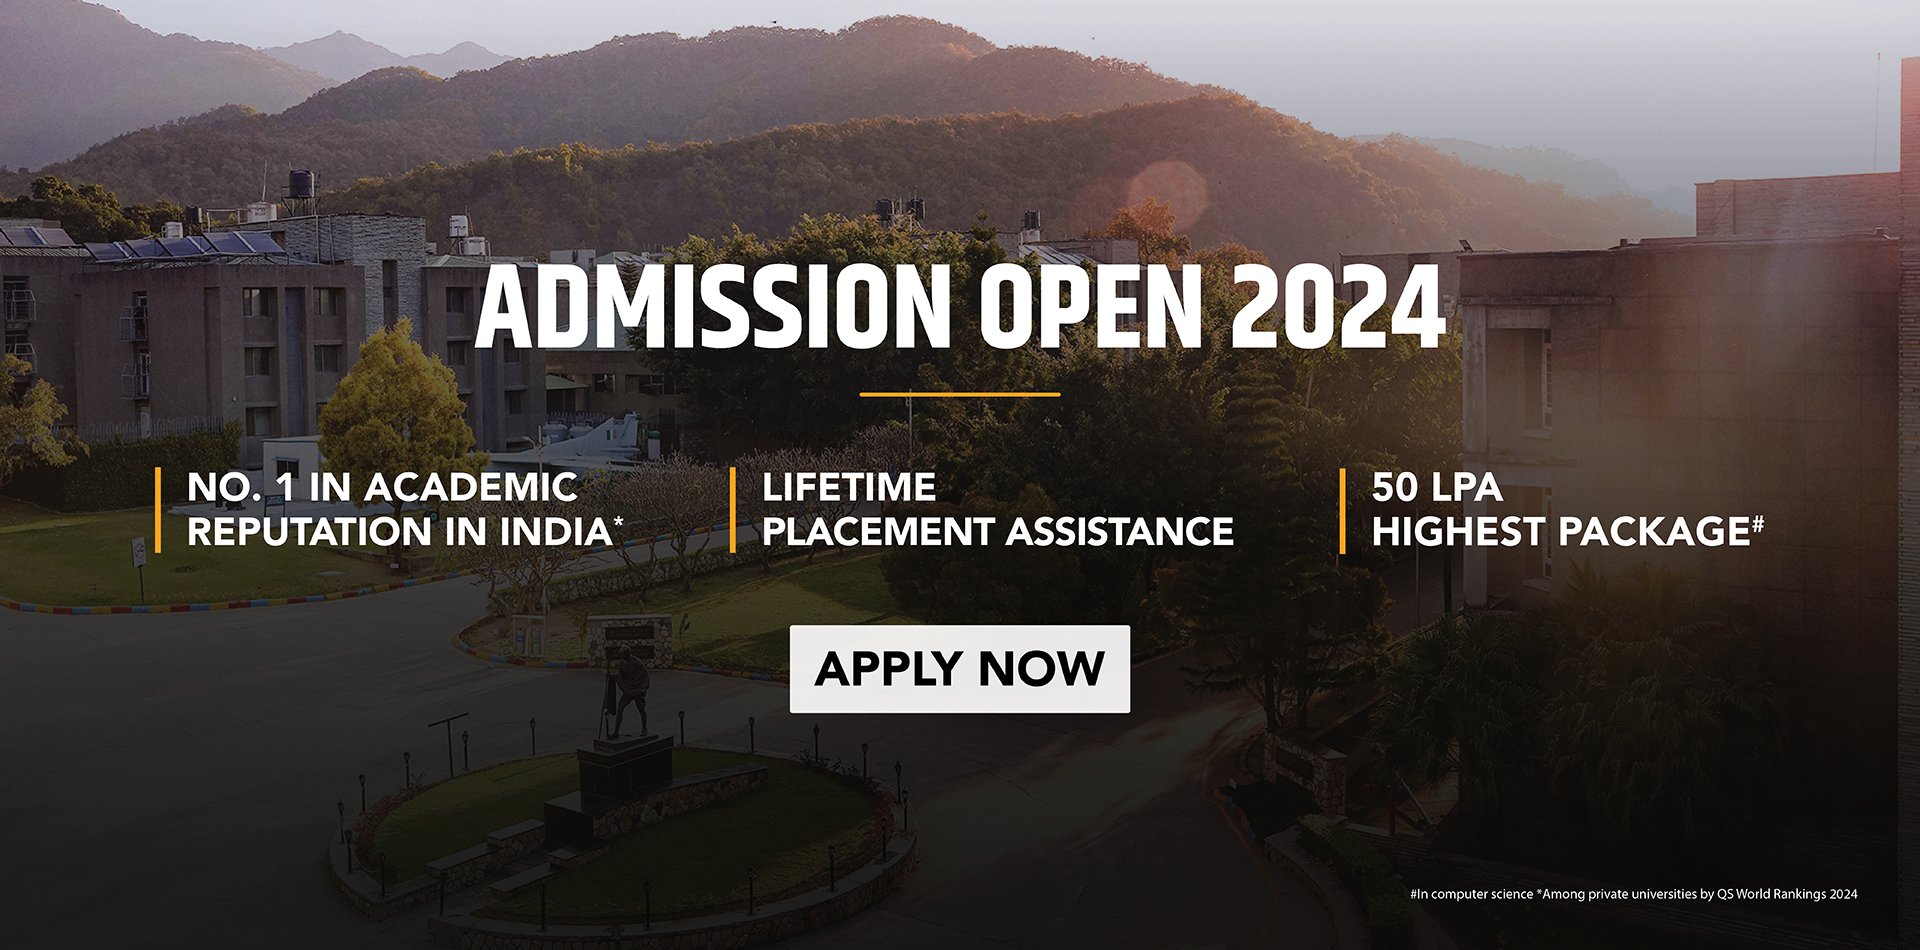 ADMISSION OPEN 2024
NO. 1 IN ACADEMIC
REPUTATION IN INDIA*
LIFETIME
PLACEMENT ASSISTANCE
50 LPA
HIGHEST PACKAGE#
APPLY NOW
#In computer science *Among private universities by QS World Rankings 2024